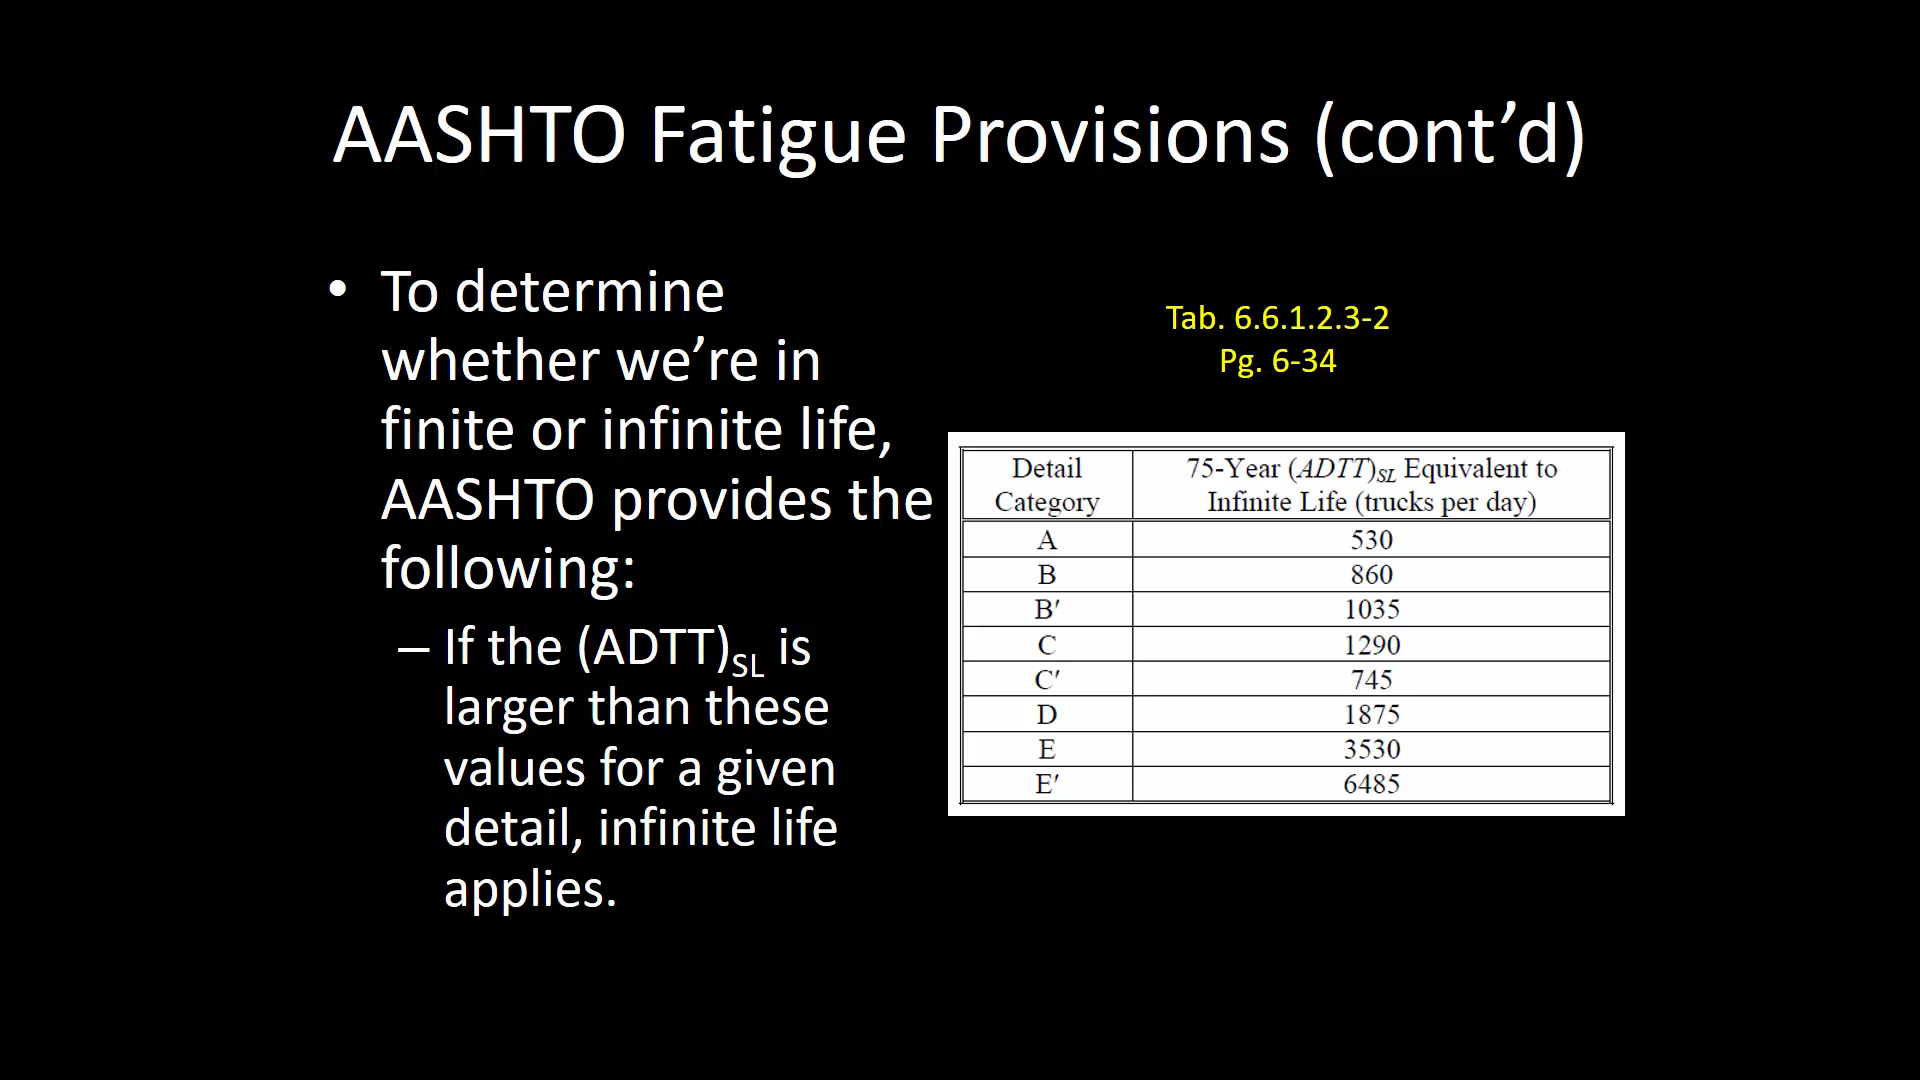 AASHTO Fatigue Provisions (cont’d)
• To determine
whether we’re in
finite or infinite life,
AASHTO provides the
following:
– If the (ADTT)SL is
larger than these
values for a given
detail, infinite life
applies.
Tab. 6.6.1.2.3-2
Pg. 6-34
Detail Category 75-Year (ADTT)SL Equivalent to Infinite Life (trucks per day)
A 530
B 860
B′ 1035
C 1290
C′ 745
D 1875
E 3530
E′ 6485